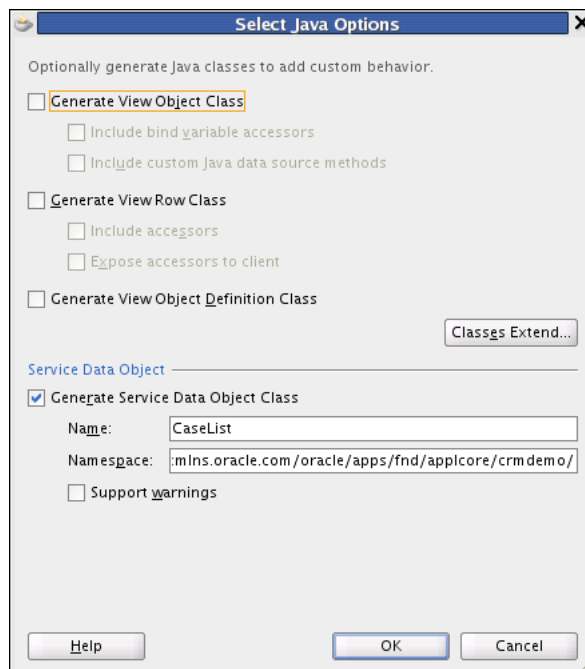 Select Java Options
Optionally generate Java classes to add custom behavior.
Generate View Object Class
Include bind variable accessors
Include custom Java data source methods
Generate View Row Class
Include accessors
Expose accessors to client
Generate View Object Definition Class
Classes Extend...
Service Data Object
Generate Service Data Object Class
Name: CaseList
Namespace: :mlns.oracle.com/oracle/apps/fnd/applcore/crmdemo/
Support warnings
Help OK Cancel